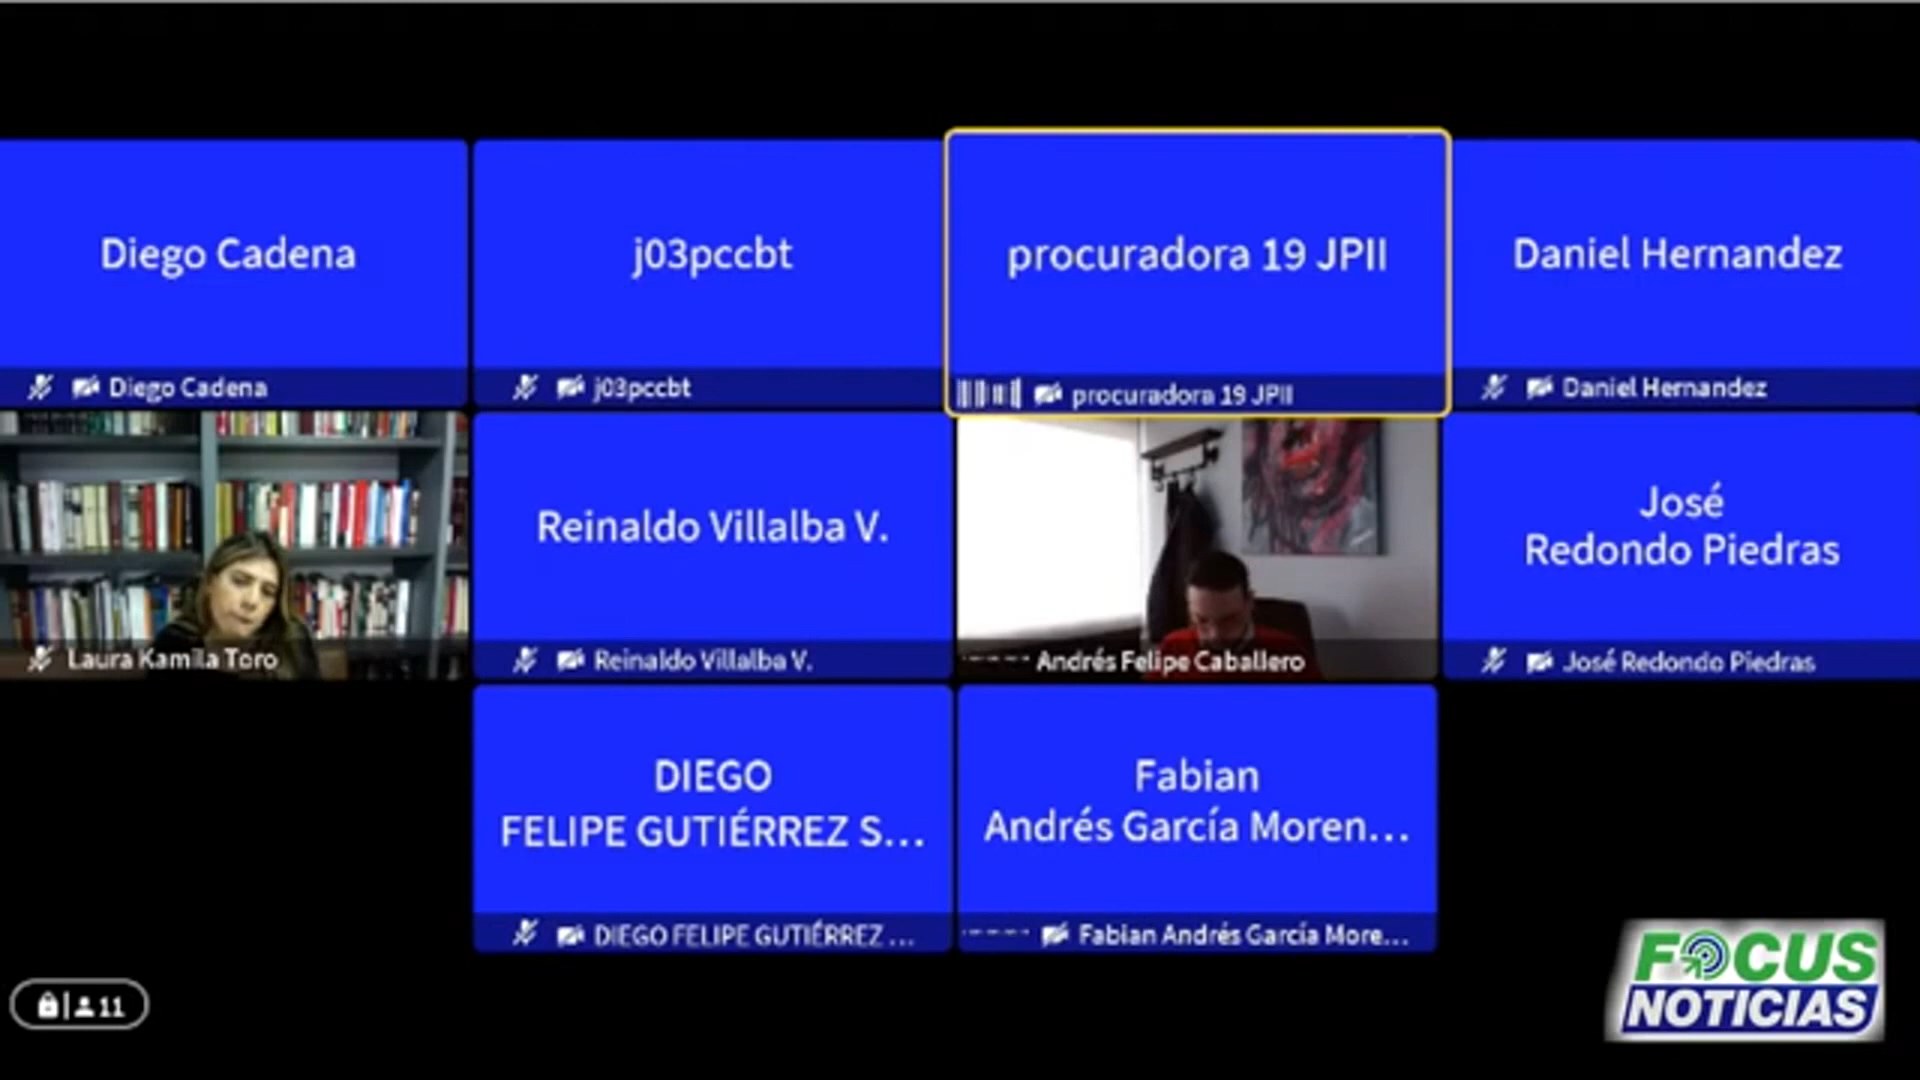 Diego Cadena
j03pccbt
procuradora 19 JPII
Daniel Hernandez
Diego Cadena
j03pccbt
procuradora 19 JPII
Daniel Hernandez
Reinaldo Villalba V.
José
Redondo Piedras
Laura Kamila Toro
Reinaldo Villalba V.
Andrés Felipe Caballero
José Redondo Piedras
DIEGO
FELIPE GUTIÉRREZ S...
Fabian
Andrés García Moren...
DIEGO FELIPE GUTIÉRREZ ...
Fabian Andrés García More...
11
FOCUS
NOTICIAS